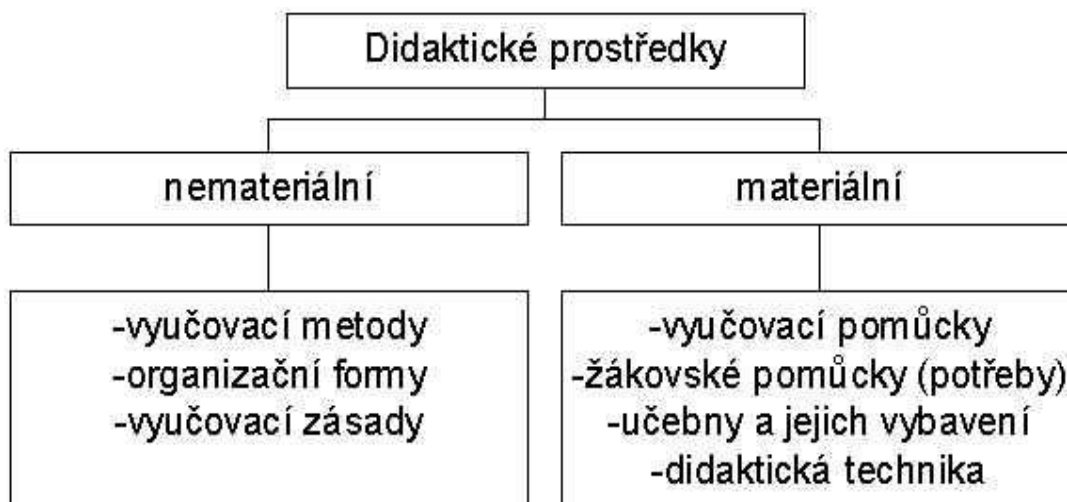 Didaktické prostředky
nemateriální
materiální
-vyučovací metody
-organizační formy
-vyučovací zásady
-vyučovací pomůcky
-žákovské pomůcky (potřeby)
-učebny a jejich vybavení
-didaktická technika